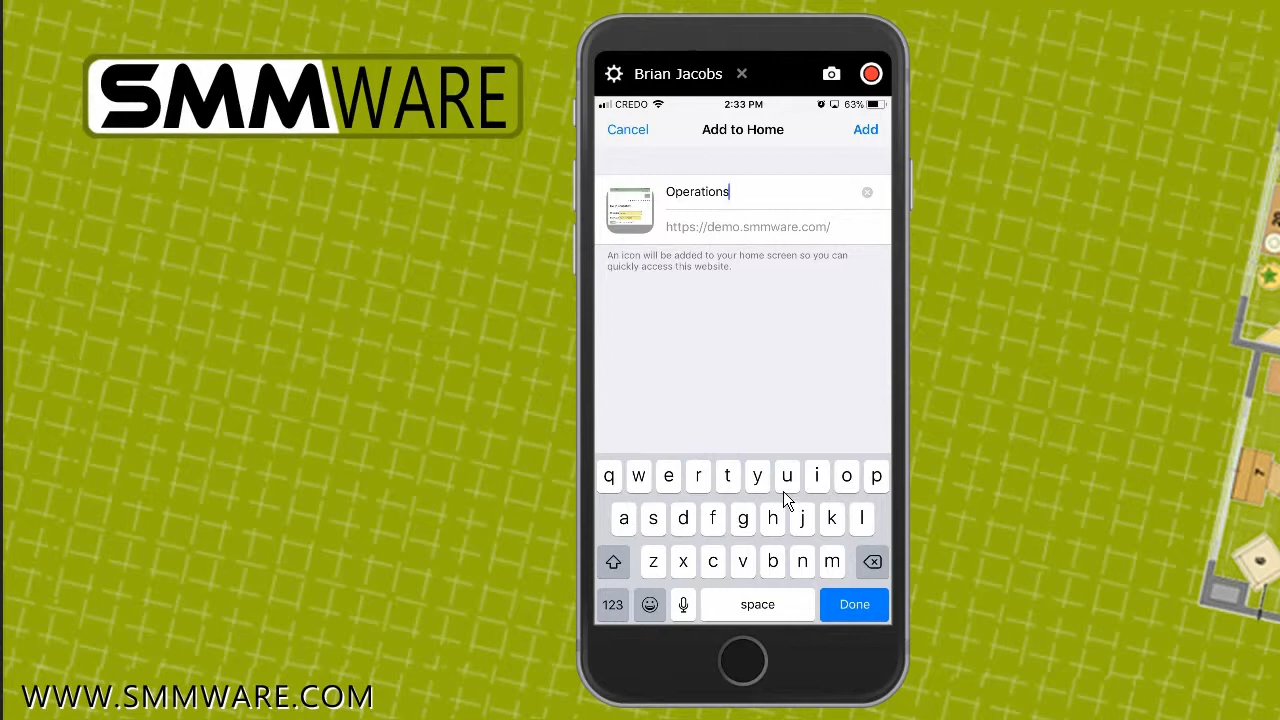 SMMWARE
Brian Jacobs
CREDO 2:33 PM 63%
Cancel Add to Home Add
Operations
https://demo.smmware.com/
An icon will be added to your home screen so you can
quickly access this website.
q w e r t y u i o p
a s d f g h j k l
z x c v b n m
123 space Done
WWW.SMMWARE.COM